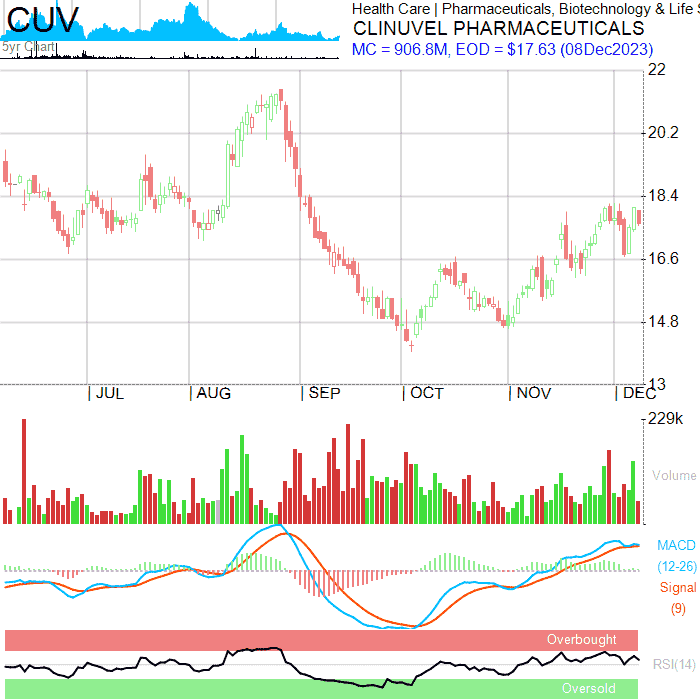 CUV
5yr Chart
Health Care | Pharmaceuticals, Biotechnology & Life
CLINUVEL PHARMACEUTICALS
MC = 906.8M, EOD = $17.63 (08Dec2023)
22
20.2
18.4
16.6
14.8
13
| JUL | AUG | SEP | OCT | NOV | DEC
229k
Volume
MACD
(12-26)
Signal
(9)
Overbought
RSI(14)
Oversold